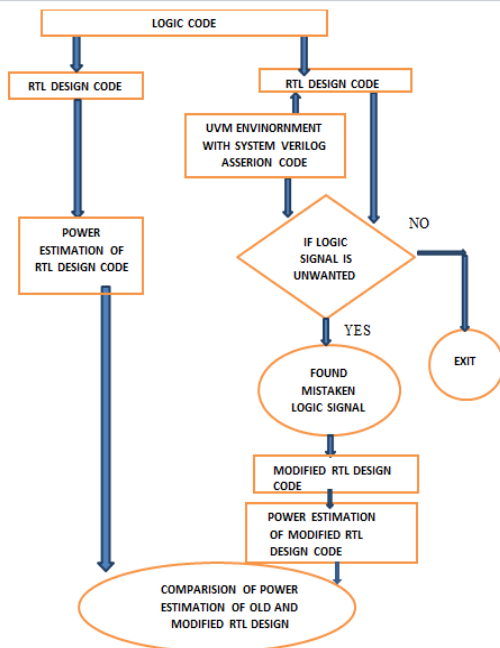 LOGIC CODE
RTL DESIGN CODE
RTL DESIGN CODE
UVM ENVINORNMENT
WITH SYSTEM VERILOG
ASSERION CODE
POWER
ESTIMATION OF
RTL DESIGN CODE
IF LOGIC
SIGNAL IS
UNWANTED
NO
YES
EXIT
FOUND
MISTAKEN
LOGIC SIGNAL
MODIFIED RTL DESIGN
CODE
POWER ESTIMATION
OF MODIFIED RTL
DESIGN CODE
COMPARISION OF POWER
ESTIMATION OF OLD AND
MODIFIED RTL DESIGN